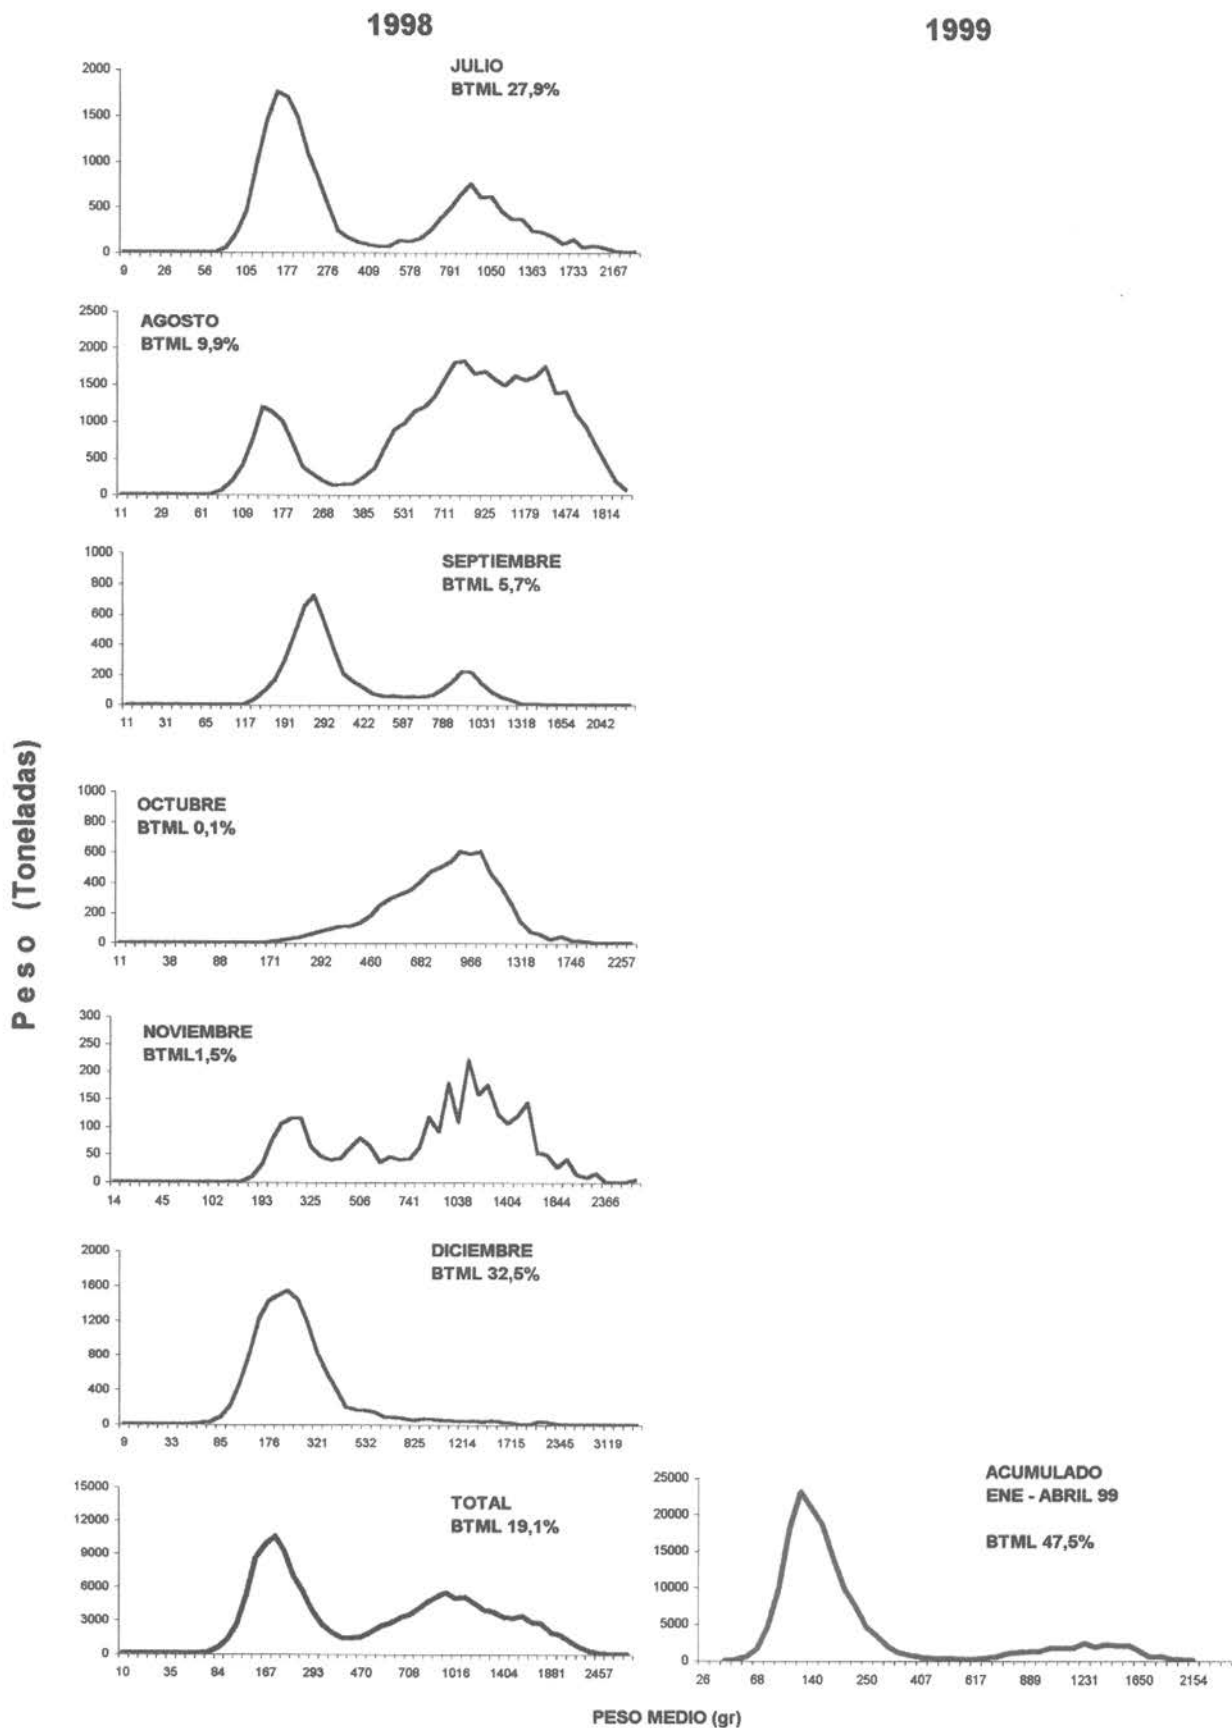 1998
1999
JULIO
BTML 27,9%
2000
1500
1000
500
0
9 26 56 105 177 276 409 578 791 1050 1363 1733 2167
AGOSTO
BTML 9,9%
2500
2000
1500
1000
500
0
11 29 61 109 177 268 385 531 711 925 1179 1474 1814
SEPTIEMBRE
BTML 5,7%
1000
800
600
400
200
0
11 31 65 117 191 292 422 587 788 1031 1318 1654 2042
Peso (Toneladas)
OCTUBRE
BTML 0,1%
1000
800
600
400
200
0
11 38 88 171 292 460 682 966 1318 1746 2257
NOVIEMBRE
BTML1,5%
300
250
200
150
100
50
0
14 45 102 193 325 506 741 1038 1404 1844 2366
DICIEMBRE
BTML 32,5%
2000
1600
1200
800
400
0
9 33 85 176 321 532 825 1214 1715 2345 3119
TOTAL
BTML 19,1%
15000
12000
9000
6000
3000
0
10 35 84 167 293 470 708 1016 1404 1881 2457
ACUMULADO
ENE - ABRIL 99
BTML 47,5%
25000
20000
15000
10000
5000
0
26 68 140 250 407 617 889 1231 1650 2154
PESO MEDIO (gr)